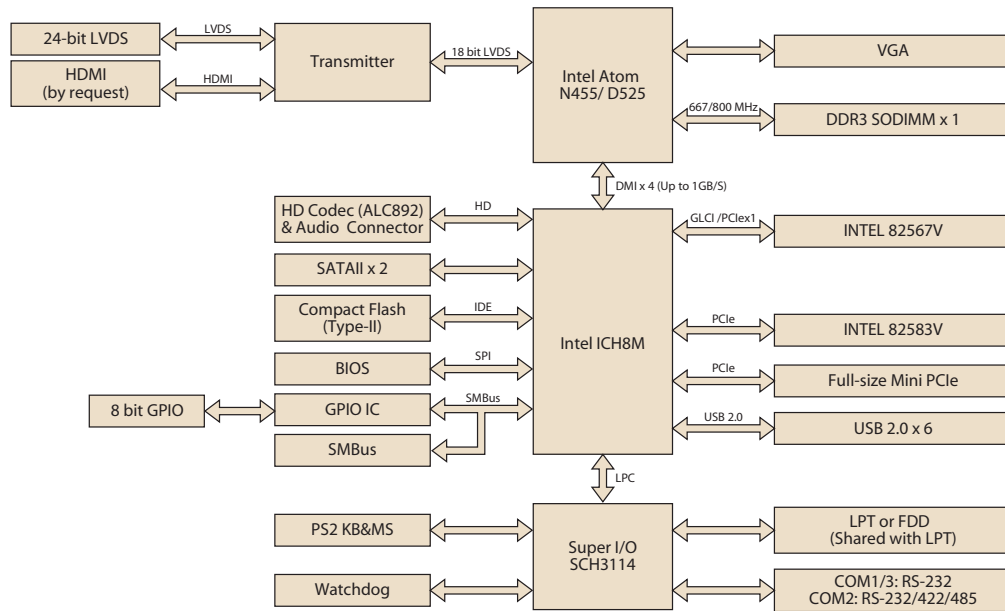 24-bit LVDS
LVDS
HDMI
(by request)
HDMI
Transmitter
18 bit LVDS
Intel Atom
N455/ D525
VGA
667/800 MHz
DDR3 SODIMM x 1
DMI x 4 (Up to 1GB/S)
HD Codec (ALC892)
& Audio Connector
HD
SATAII x 2
Compact Flash
(Type-II)
IDE
BIOS
SPI
8 bit GPIO
GPIO IC
SMBus
SMBus
Intel ICH8M
GLCI /PCIex1
INTEL 82567V
PCIe
INTEL 82583V
PCIe
Full-size Mini PCIe
USB 2.0
USB 2.0 x 6
LPC
PS2 KB&MS
Watchdog
Super I/O
SCH3114
LPT or FDD
(Shared with LPT)
COM1/3: RS-232
COM2: RS-232/422/485